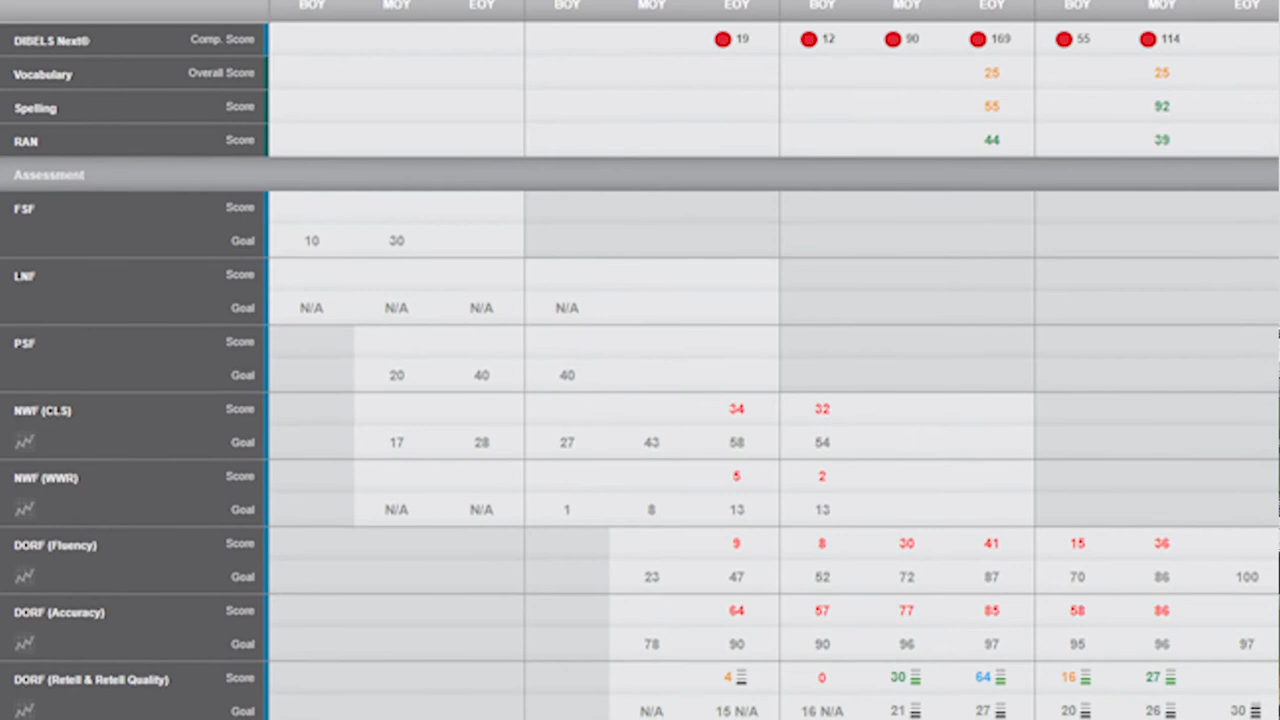 BOY MOY EOY BOY MOY EOY BOY MOY EOY BOY MOY EOY
DIBELS Next® Comp. Score 19 12 90 169 55 114
Vocabulary Overall Score 25 25
Spelling Score 55 92
RAN Score 44 39
Assessment
FSF Score
Goal 10 30
LNF Score
Goal N/A N/A N/A N/A
PSF Score
Goal 20 40 40
NWF (CLS) Score 34 32
Goal 17 28 27 43 58 54
NWF (WWR) Score 5 2
Goal N/A N/A 1 8 13 13
DORF (Fluency) Score 9 8 30 41 15 36
Goal 23 47 52 72 87 70 86 100
DORF (Accuracy) Score 64 57 77 85 58 86
Goal 78 90 90 96 97 95 96 97
DORF (Retell & Retell Quality) Score 4 0 30 64 16 27
Goal N/A 15 N/A 16 N/A 21 27 20 26 30